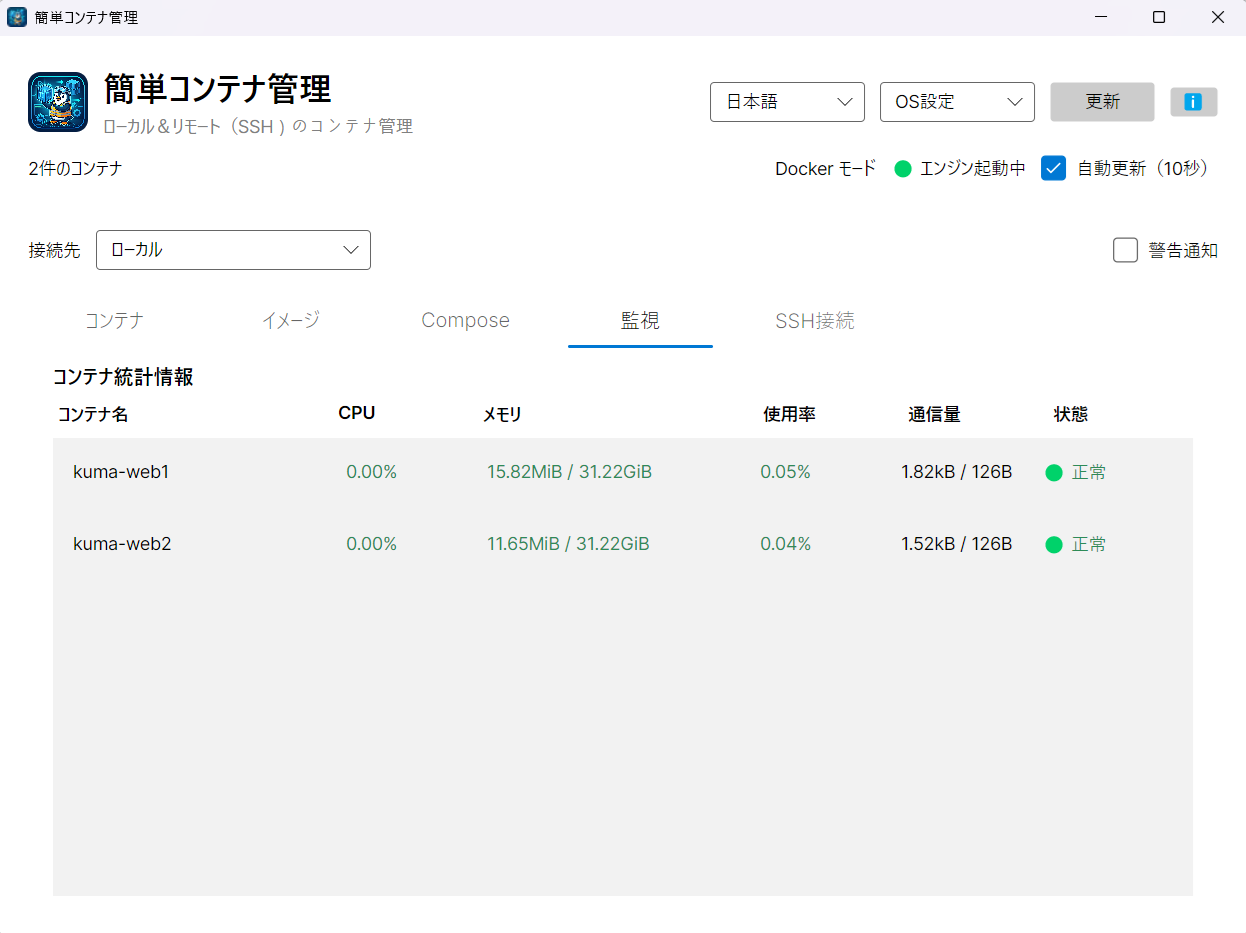 簡単コンテナ管理
簡単コンテナ管理
ローカル＆リモート（SSH ) のコンテナ管理
日本語
OS設定
更新
i
2件のコンテナ
Docker モード
エンジン起動中
自動更新（10秒）
接続先
ローカル
警告通知
コンテナ
イメージ
Compose
監視
SSH接続
コンテナ統計情報
コンテナ名 CPU メモリ 使用率 通信量 状態
kuma-web1 0.00% 15.82MiB / 31.22GiB 0.05% 1.82kB / 126B 正常
kuma-web2 0.00% 11.65MiB / 31.22GiB 0.04% 1.52kB / 126B 正常